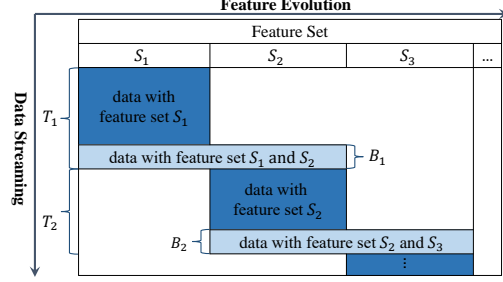 Feature Evolution
Feature Set
S₁ S₂ S₃ ...
Data Streaming
T₁
data with
feature set S₁
data with feature set S₁ and S₂
B₁
T₂
data with
feature set S₂
B₂
data with feature set S₂ and S₃
⋮